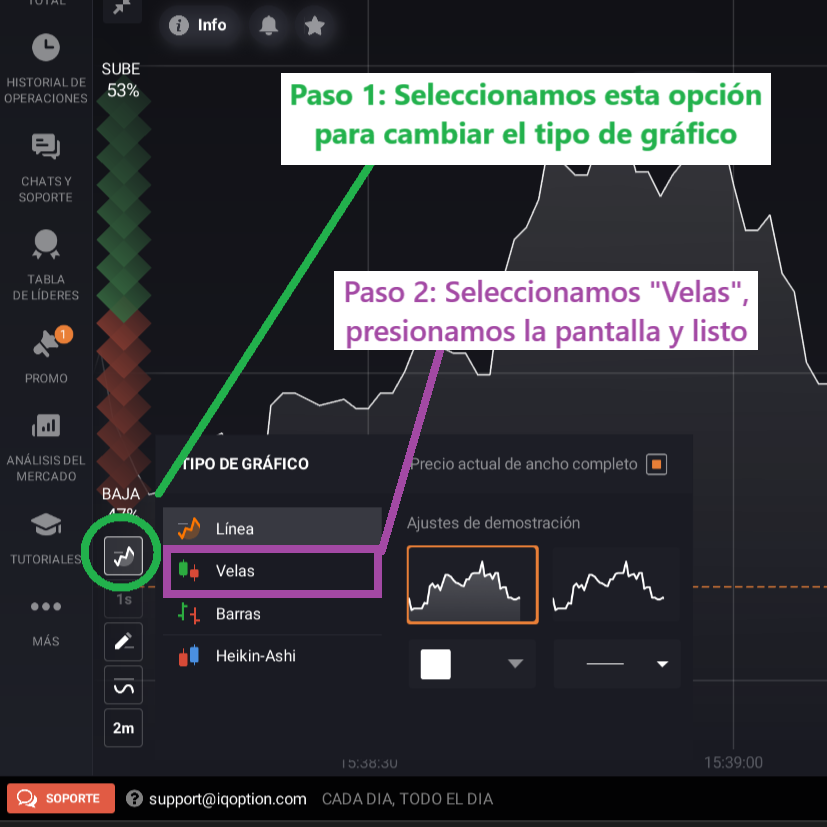 TOTAL
Info
HISTORIAL DE
OPERACIONES
CHATS Y
SOPORTE
TABLA
DE LÍDERES
1
PROMO
ANÁLISIS DEL
MERCADO
TUTORIALES
MÁS
SUBE
53%
Paso 1: Seleccionamos esta opción
para cambiar el tipo de gráfico
Paso 2: Seleccionamos "Velas",
presionamos la pantalla y listo
BAJA
47%
1s
2m
TIPO DE GRÁFICO
Precio actual de ancho completo
Línea
Velas
Barras
Heikin-Ashi
Ajustes de demostración
15:38:30
15:39:00
SOPORTE
support@iqoption.com CADA DIA, TODO EL DIA